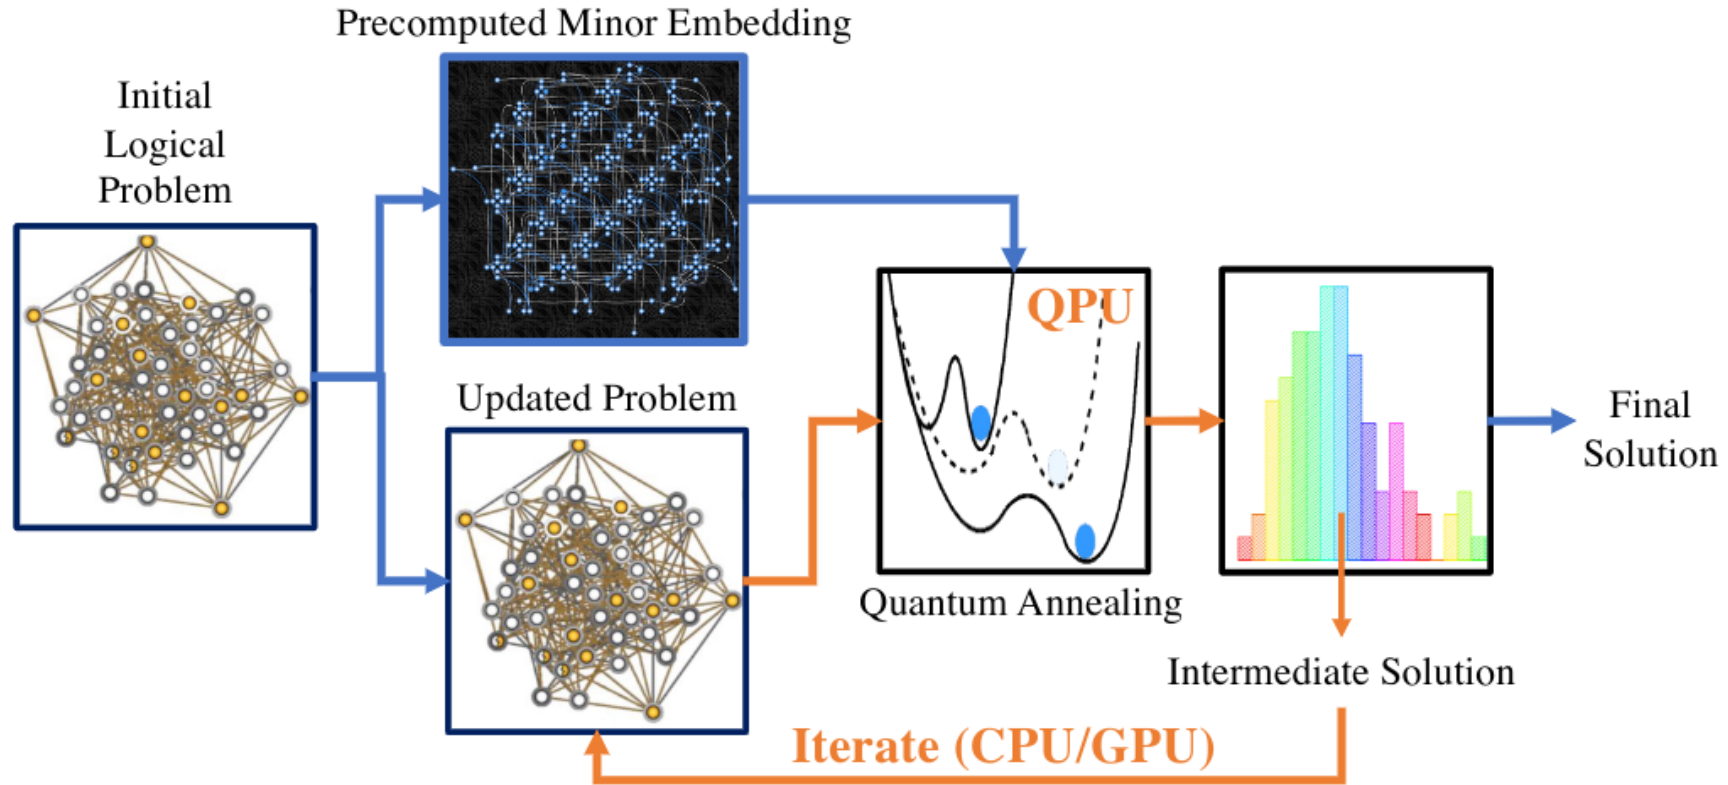 Precomputed Minor Embedding
Initial
Logical
Problem
QPU
Updated Problem
Final
Solution
Quantum Annealing
Intermediate Solution
Iterate (CPU/GPU)